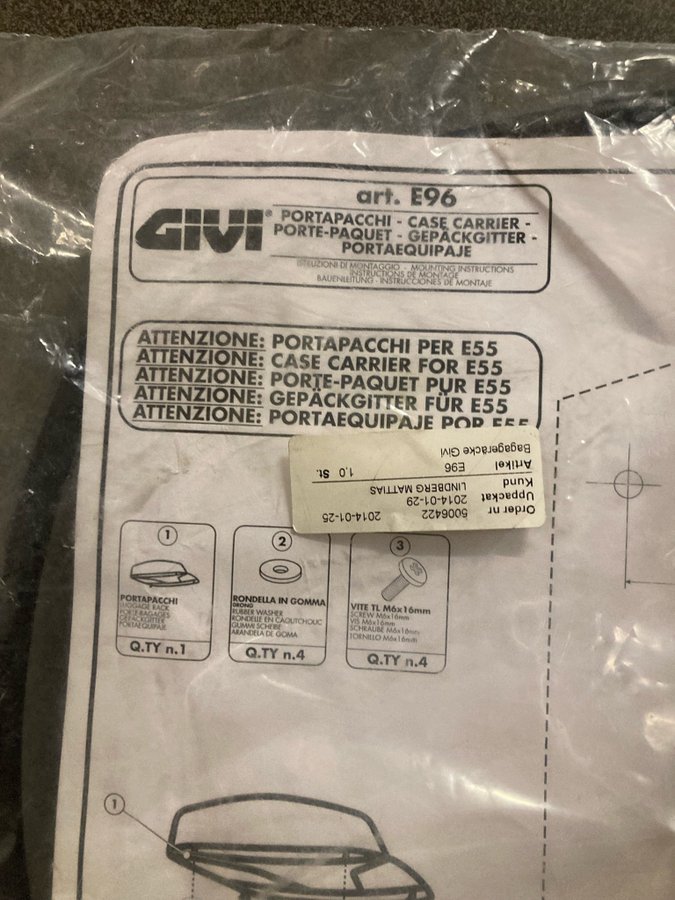 art. E96
GIVI®
PORTAPACCHI - CASE CARRIER -
PORTE-PAQUET - GEPÄCKGITTER -
PORTAEQUIPAJE
ISTRUZIONI DI MONTAGGIO - MOUNTING INSTRUCTIONS
INSTRUCTIONS DE MONTAGE
BAUENLEITUNG - INSTRUCCIONES DE MONTAJE
ATTENZIONE: PORTAPACCHI PER E55
ATTENZIONE: CASE CARRIER FOR E55
ATTENZIONE: PORTE-PAQUET PUR E55
ATTENZIONE: GEPÄCKGITTER FÜR E55
ATTENZIONE: PORTAEQUIPAJE POR E55
Order nr 5006422 2014-01-25
Uppackat 2014-01-29
Kund LINDBERG MATTIAS
Artikel E96 1,0 St.
Bagageräcke Givi
1
PORTAPACCHI
LUGGAGE RACK
PORTE-BAGAGES
GEPÄCKGITTER
PORTAEQUIPAJE
Q.TY n.1
2
RONDELLA IN GOMMA
GRONG
RUBBER WASHER
RONDELLE EN CAOUTCHOUC
GUMMI SCHEIBE
ARANDELA DE GOMA
Q.TY n.4
3
VITE TL M6x16mm
SCREW M6x16mm
VIS M6x16mm
SCHRAUBE M6x16mm
TORNILLO M6x16mm
Q.TY n.4
1